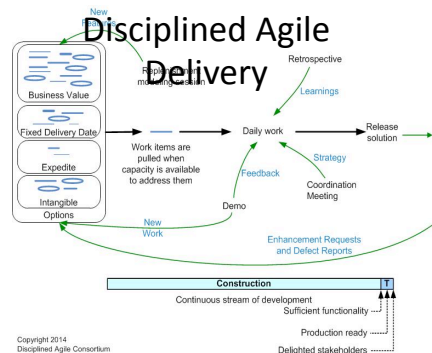 Disciplined Agile
Delivery
New
Features
Replenishment
modeling session
Retrospective
Learnings
Business Value
Fixed Delivery Date
Expedite
Intangible
Options
Work items are
pulled when
capacity is available
to address them
Daily work
Release
solution
Strategy
Feedback
Coordination
Meeting
Demo
New
Work
Enhancement Requests
and Defect Reports
Construction
T
Continuous stream of development
Sufficient functionality
Production ready
Delighted stakeholders
Copyright 2014
Disciplined Agile Consortium